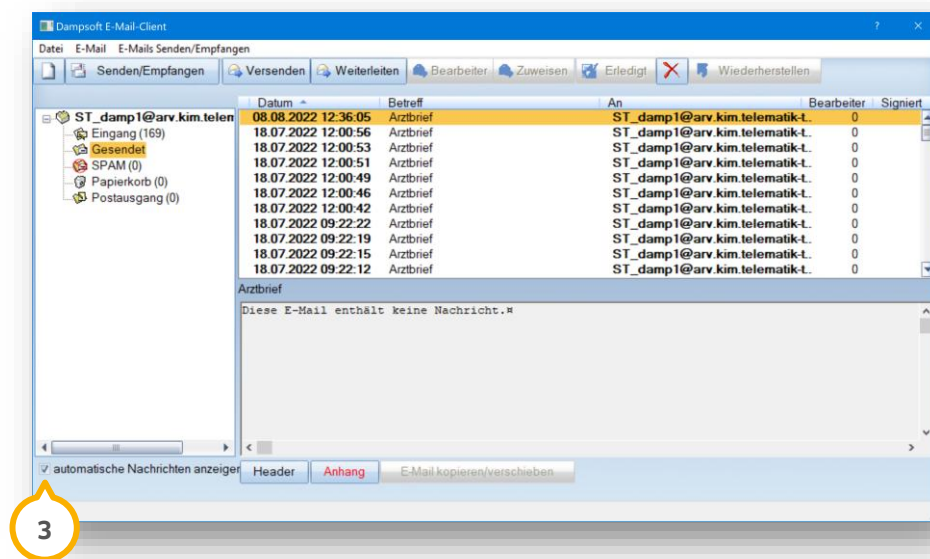 Dampsoft E-Mail-Client
Datei E-Mail E-Mails Senden/Empfangen
Senden/Empfangen Versenden Weiterleiten Bearbeiter Zuweisen Erledigt Wiederherstellen
Datum Betreff An Bearbeiter Signiert
ST_damp1@arv.kim.telem
Eingang (169)
Gesendet
SPAM (0)
Papierkorb (0)
Postausgang (0)
08.08.2022 12:36:05 Arztbrief ST_damp1@arv.kim.telematik-t.. 0
18.07.2022 12:00:56 Arztbrief ST_damp1@arv.kim.telematik-t.. 0
18.07.2022 12:00:53 Arztbrief ST_damp1@arv.kim.telematik-t.. 0
18.07.2022 12:00:51 Arztbrief ST_damp1@arv.kim.telematik-t.. 0
18.07.2022 12:00:49 Arztbrief ST_damp1@arv.kim.telematik-t.. 0
18.07.2022 12:00:46 Arztbrief ST_damp1@arv.kim.telematik-t.. 0
18.07.2022 12:00:42 Arztbrief ST_damp1@arv.kim.telematik-t.. 0
18.07.2022 09:22:22 Arztbrief ST_damp1@arv.kim.telematik-t.. 0
18.07.2022 09:22:19 Arztbrief ST_damp1@arv.kim.telematik-t.. 0
18.07.2022 09:22:15 Arztbrief ST_damp1@arv.kim.telematik-t.. 0
18.07.2022 09:22:12 Arztbrief ST_damp1@arv.kim.telematik-t.. 0
Arztbrief
Diese E-Mail enthält keine Nachricht.¤
automatische Nachrichten anzeiger
Header Anhang E-Mail kopieren/verschieben
3